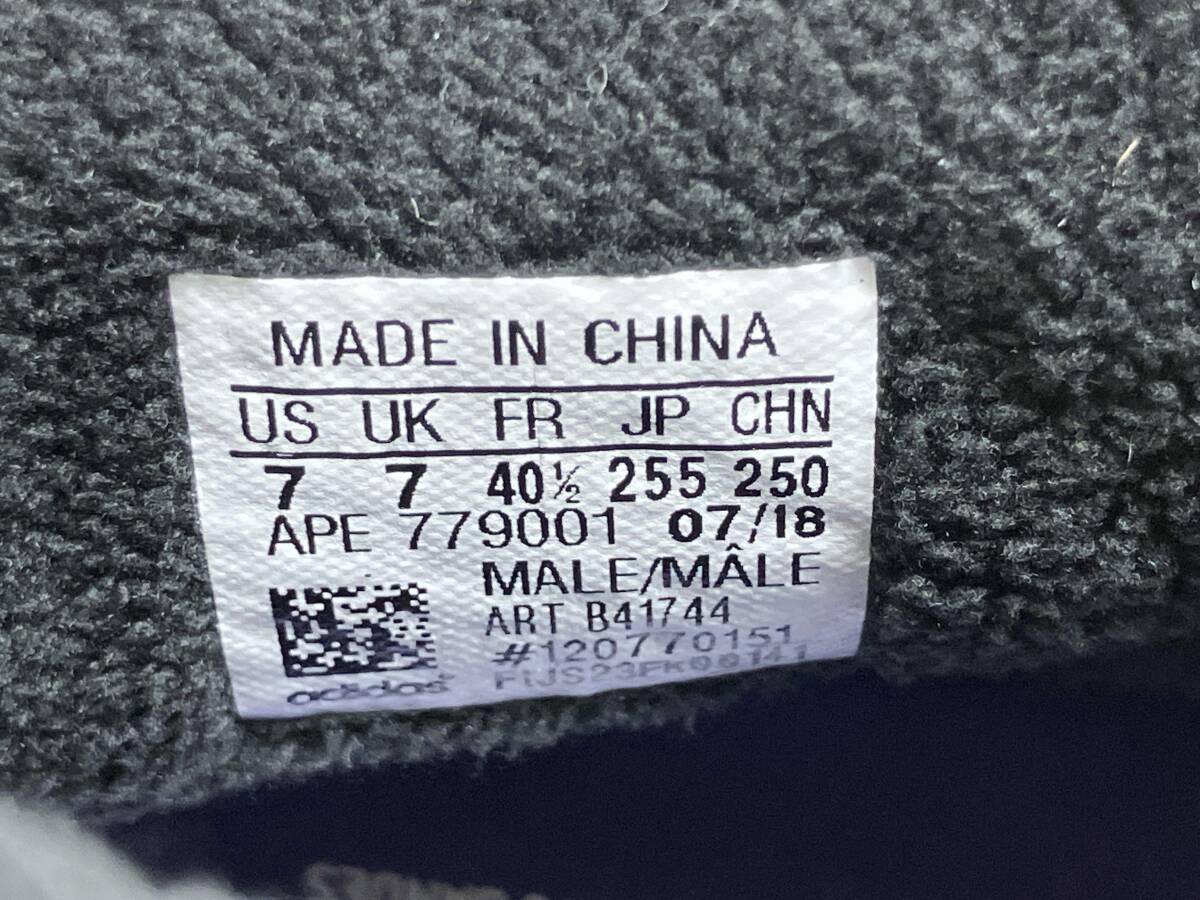 MADE IN CHINA
US UK FR JP CHN
7 7 40½ 255 250
APE 779001 07/18
MALE/MÂLE
ART B41744
#120770151
adidas